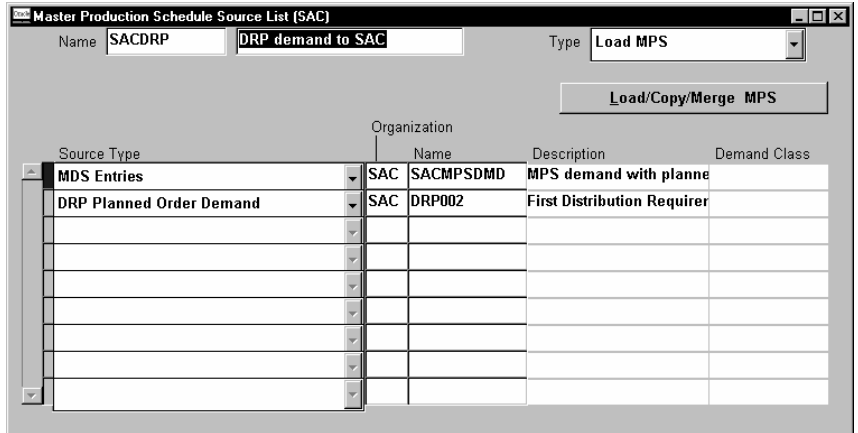 Master Production Schedule Source List (SAC)
Name SACDRP DRP demand to SAC Type Load MPS
Load/Copy/Merge MPS
Organization
Source Type Name Description Demand Class
MDS Entries SAC SACMPSDMD MPS demand with planne
DRP Planned Order Demand SAC DRP002 First Distribution Requirer